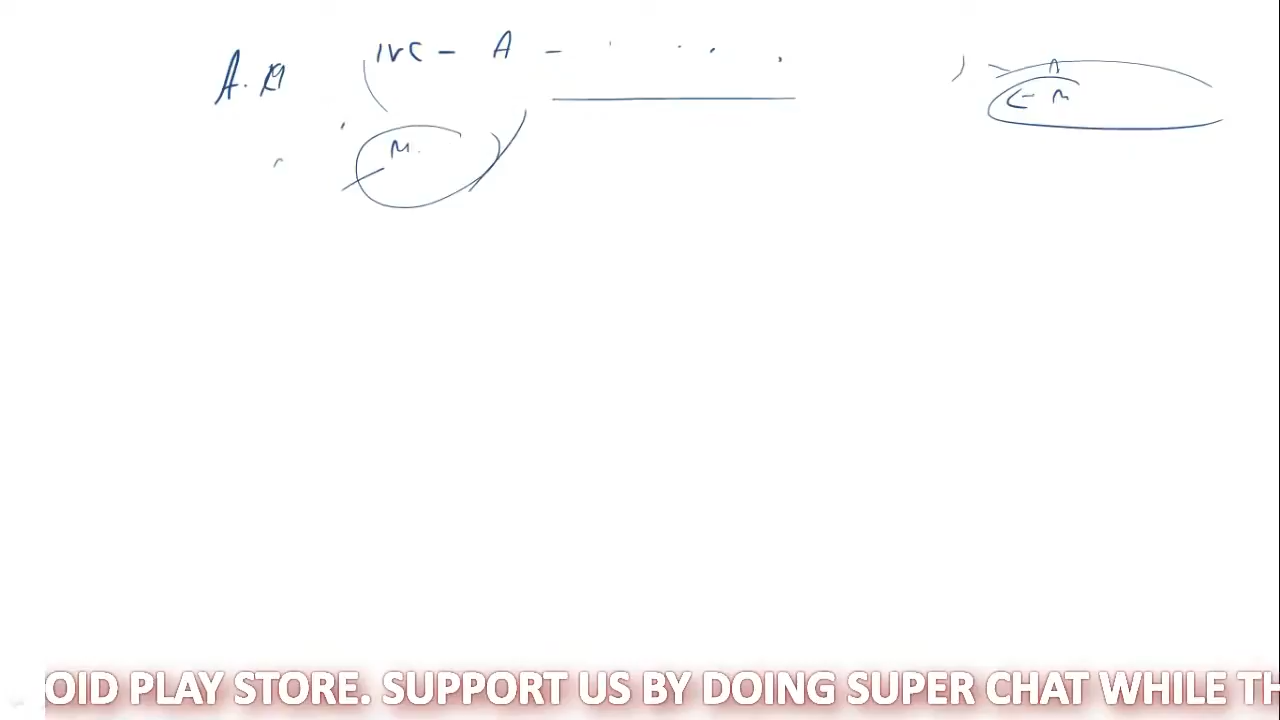 IVC - A -
A.
M.
A
← M
OID PLAY STORE. SUPPORT US BY DOING SUPER CHAT WHILE TH